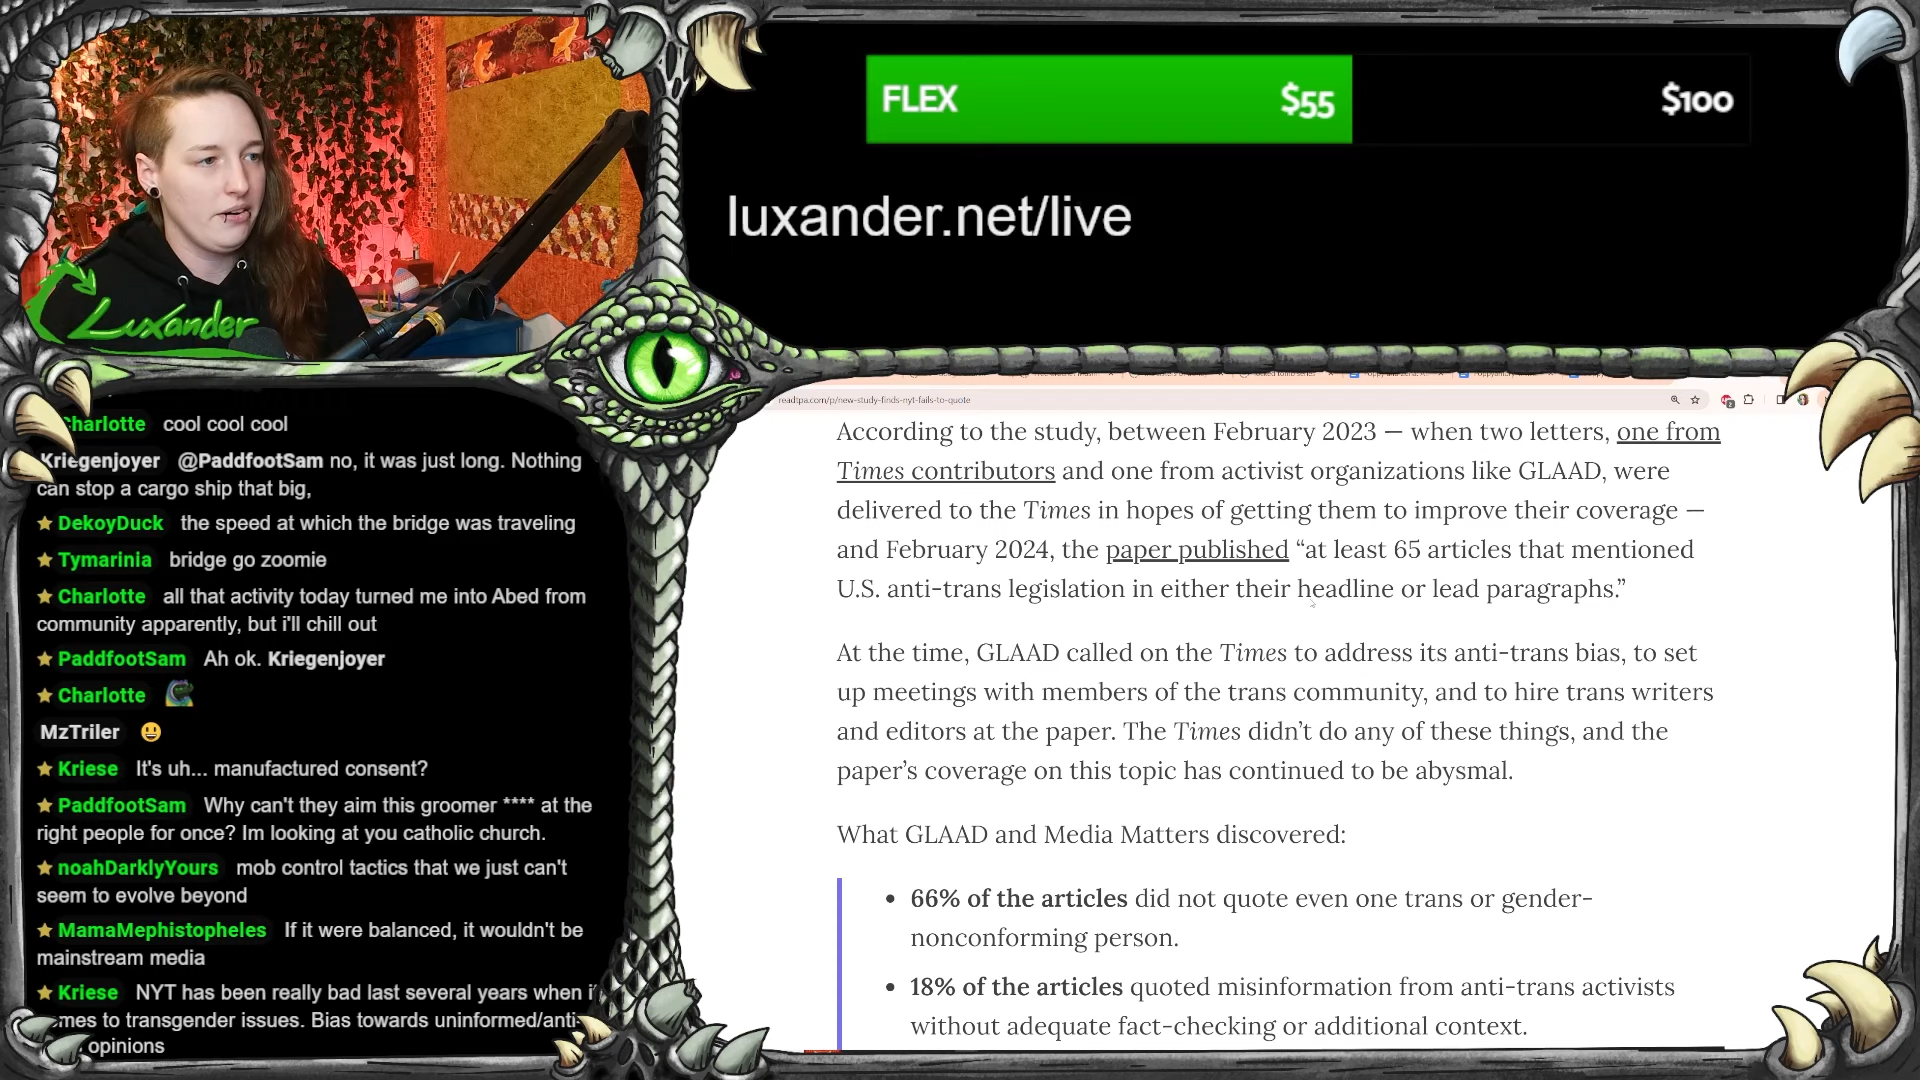 FLEX $55 $100
luxander.net/live
Luxander
Charlotte cool cool cool
Kriegenjoyer @PaddfootSam no, it was just long. Nothing
can stop a cargo ship that big,
DekoyDuck the speed at which the bridge was traveling
Tymarinia bridge go zoomie
Charlotte all that activity today turned me into Abed from
community apparently, but i'll chill out
PaddfootSam Ah ok. Kriegenjoyer
Charlotte
MzTriler
Kriese It's uh... manufactured consent?
PaddfootSam Why can't they aim this groomer **** at the
right people for once? Im looking at you catholic church.
noahDarklyYours mob control tactics that we just can't
seem to evolve beyond
MamaMephistopheles If it were balanced, it wouldn't be
mainstream media
Kriese NYT has been really bad last several years when
mes to transgender issues. Bias towards uninformed/anti-
opinions
readtpa.com/p/new-study-finds-nyt-fails-to-quote
According to the study, between February 2023 — when two letters, one from
Times contributors and one from activist organizations like GLAAD, were
delivered to the Times in hopes of getting them to improve their coverage —
and February 2024, the paper published “at least 65 articles that mentioned
U.S. anti-trans legislation in either their headline or lead paragraphs.”
At the time, GLAAD called on the Times to address its anti-trans bias, to set
up meetings with members of the trans community, and to hire trans writers
and editors at the paper. The Times didn’t do any of these things, and the
paper’s coverage on this topic has continued to be abysmal.
What GLAAD and Media Matters discovered:
• 66% of the articles did not quote even one trans or gender-
nonconforming person.
• 18% of the articles quoted misinformation from anti-trans activists
without adequate fact-checking or additional context.